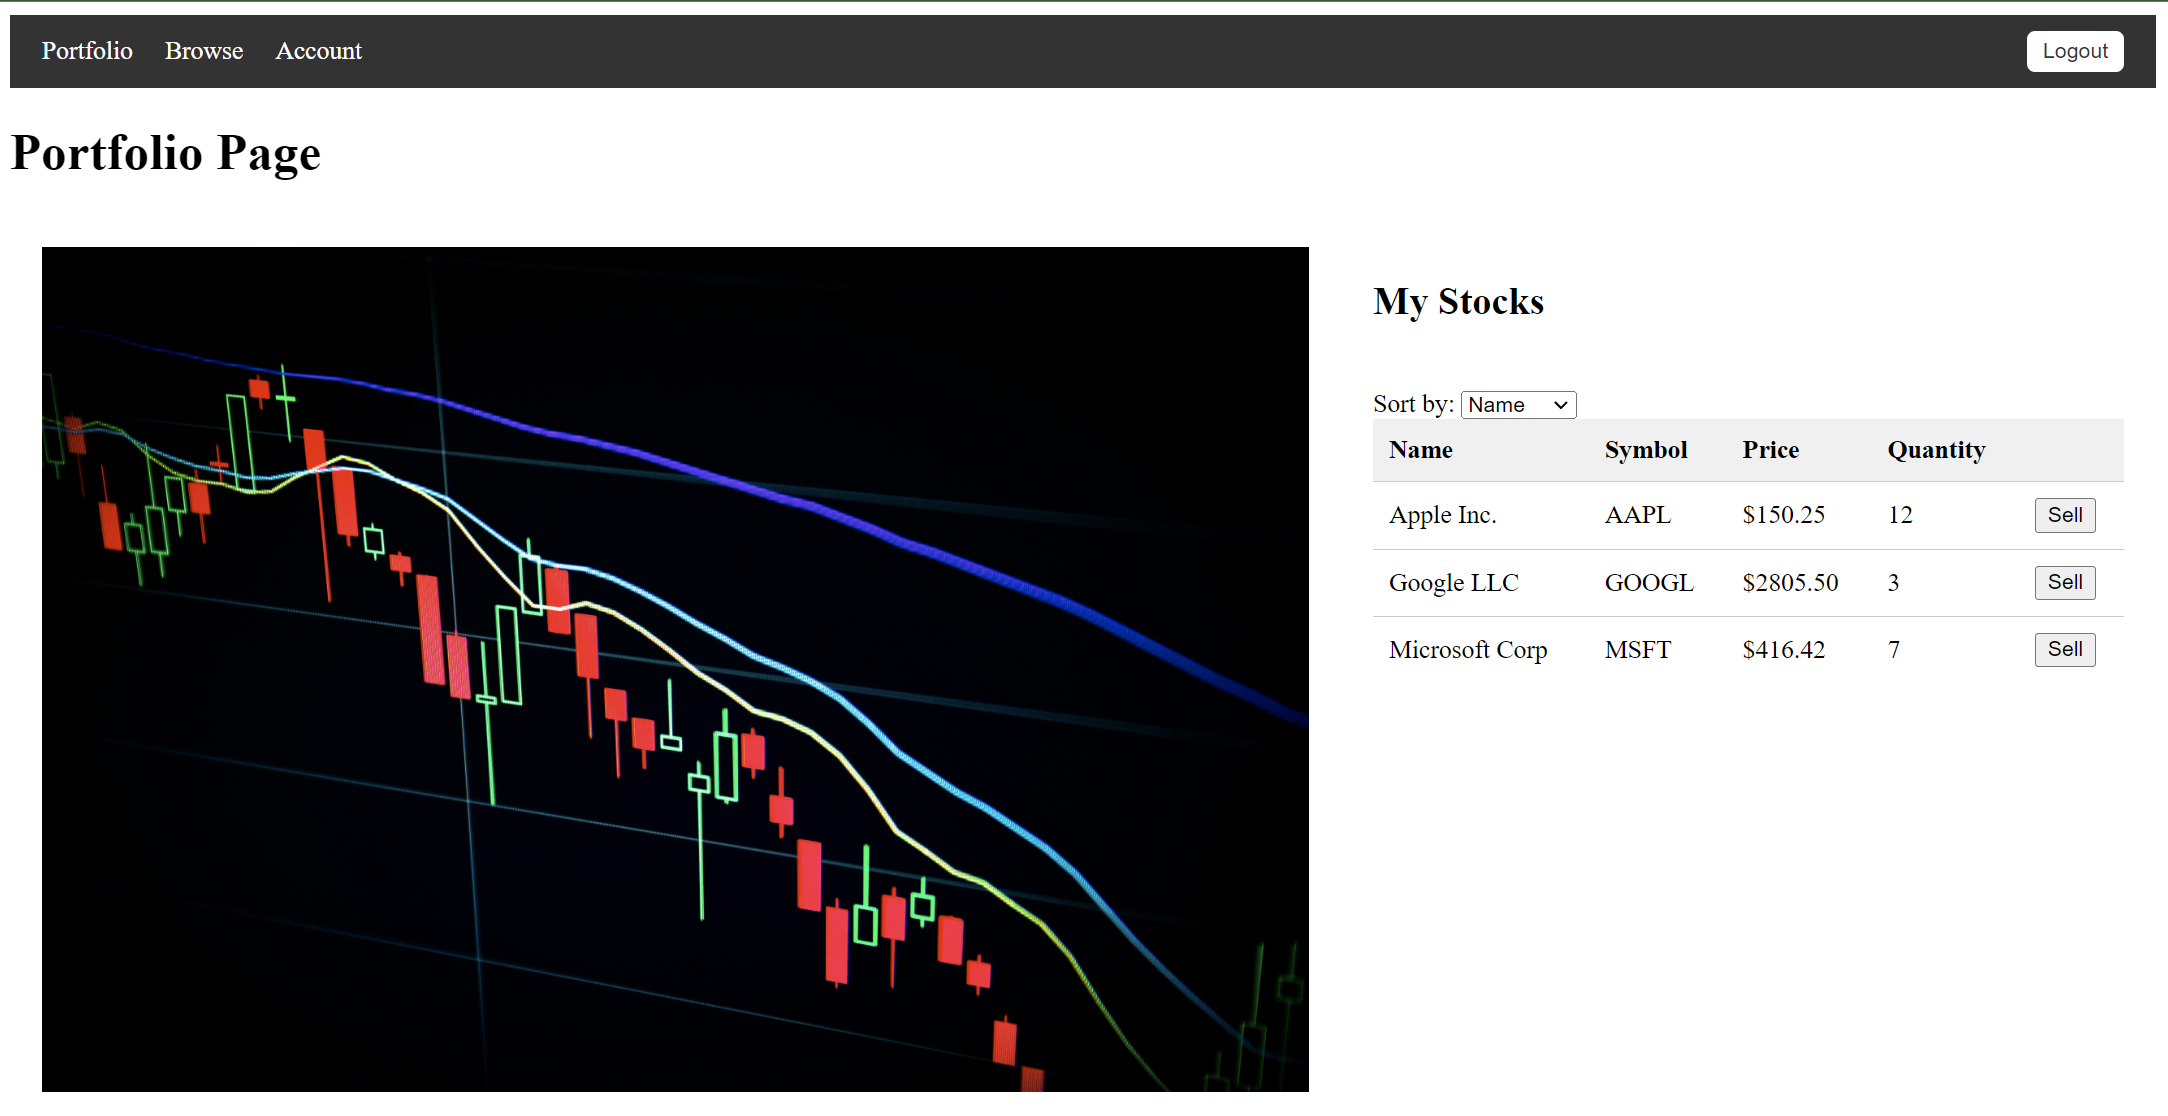 Portfolio Browse Account Logout
Portfolio Page
My Stocks
Sort by: Name
Name Symbol Price Quantity
Apple Inc. AAPL $150.25 12 Sell
Google LLC GOOGL $2805.50 3 Sell
Microsoft Corp MSFT $416.42 7 Sell